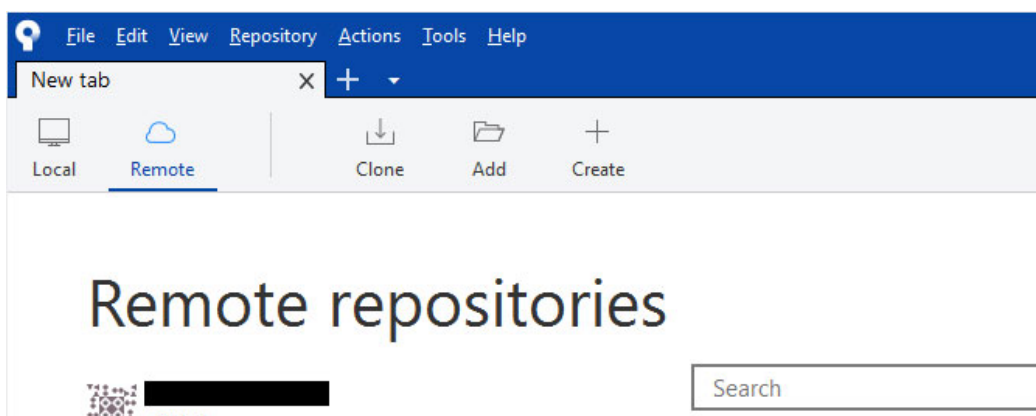 File Edit View Repository Actions Tools Help
New tab
Local Remote Clone Add Create
Remote repositories
Search